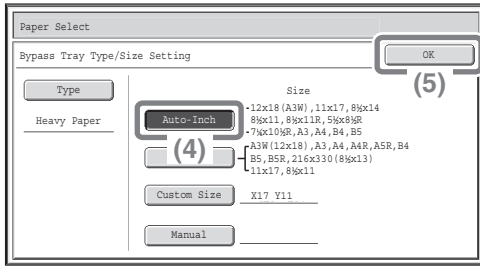 Paper Select
Bypass Tray Type/Size Setting
OK
(5)
Type
Size
Heavy Paper
Auto-Inch
12x18(A3W),11x17,8½x14
8½x11,8½x11R,5½x8½R
7¼x10½R,A3,A4,B4,B5
(4)
A3W(12x18),A3,A4,A4R,A5R,B4
B5,B5R,216x330(8½x13)
11x17,8½x11
Custom Size
X17 Y11
Manual